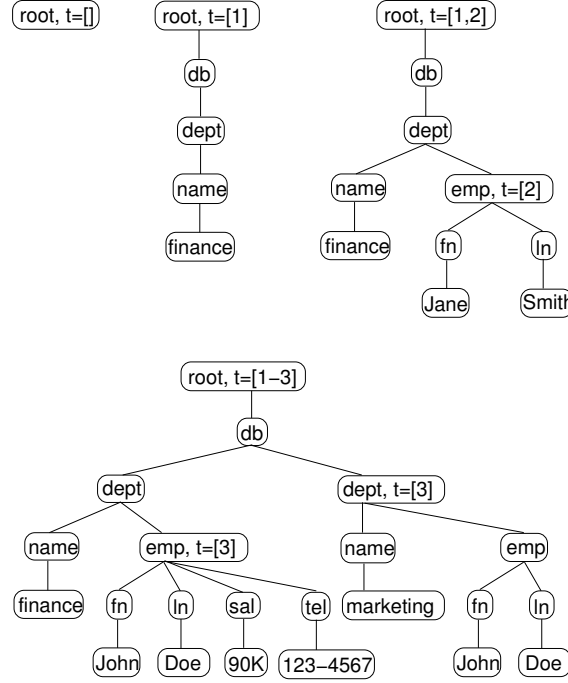 root, t=[]
root, t=[1]
root, t=[1,2]
db
db
dept
dept
name
name
emp, t=[2]
finance
finance
fn
ln
Jane
Smith
root, t=[1−3]
db
dept
dept, t=[3]
name
emp, t=[3]
name
emp
finance
fn
ln
sal
tel
marketing
fn
ln
John
Doe
90K
123−4567
John
Doe